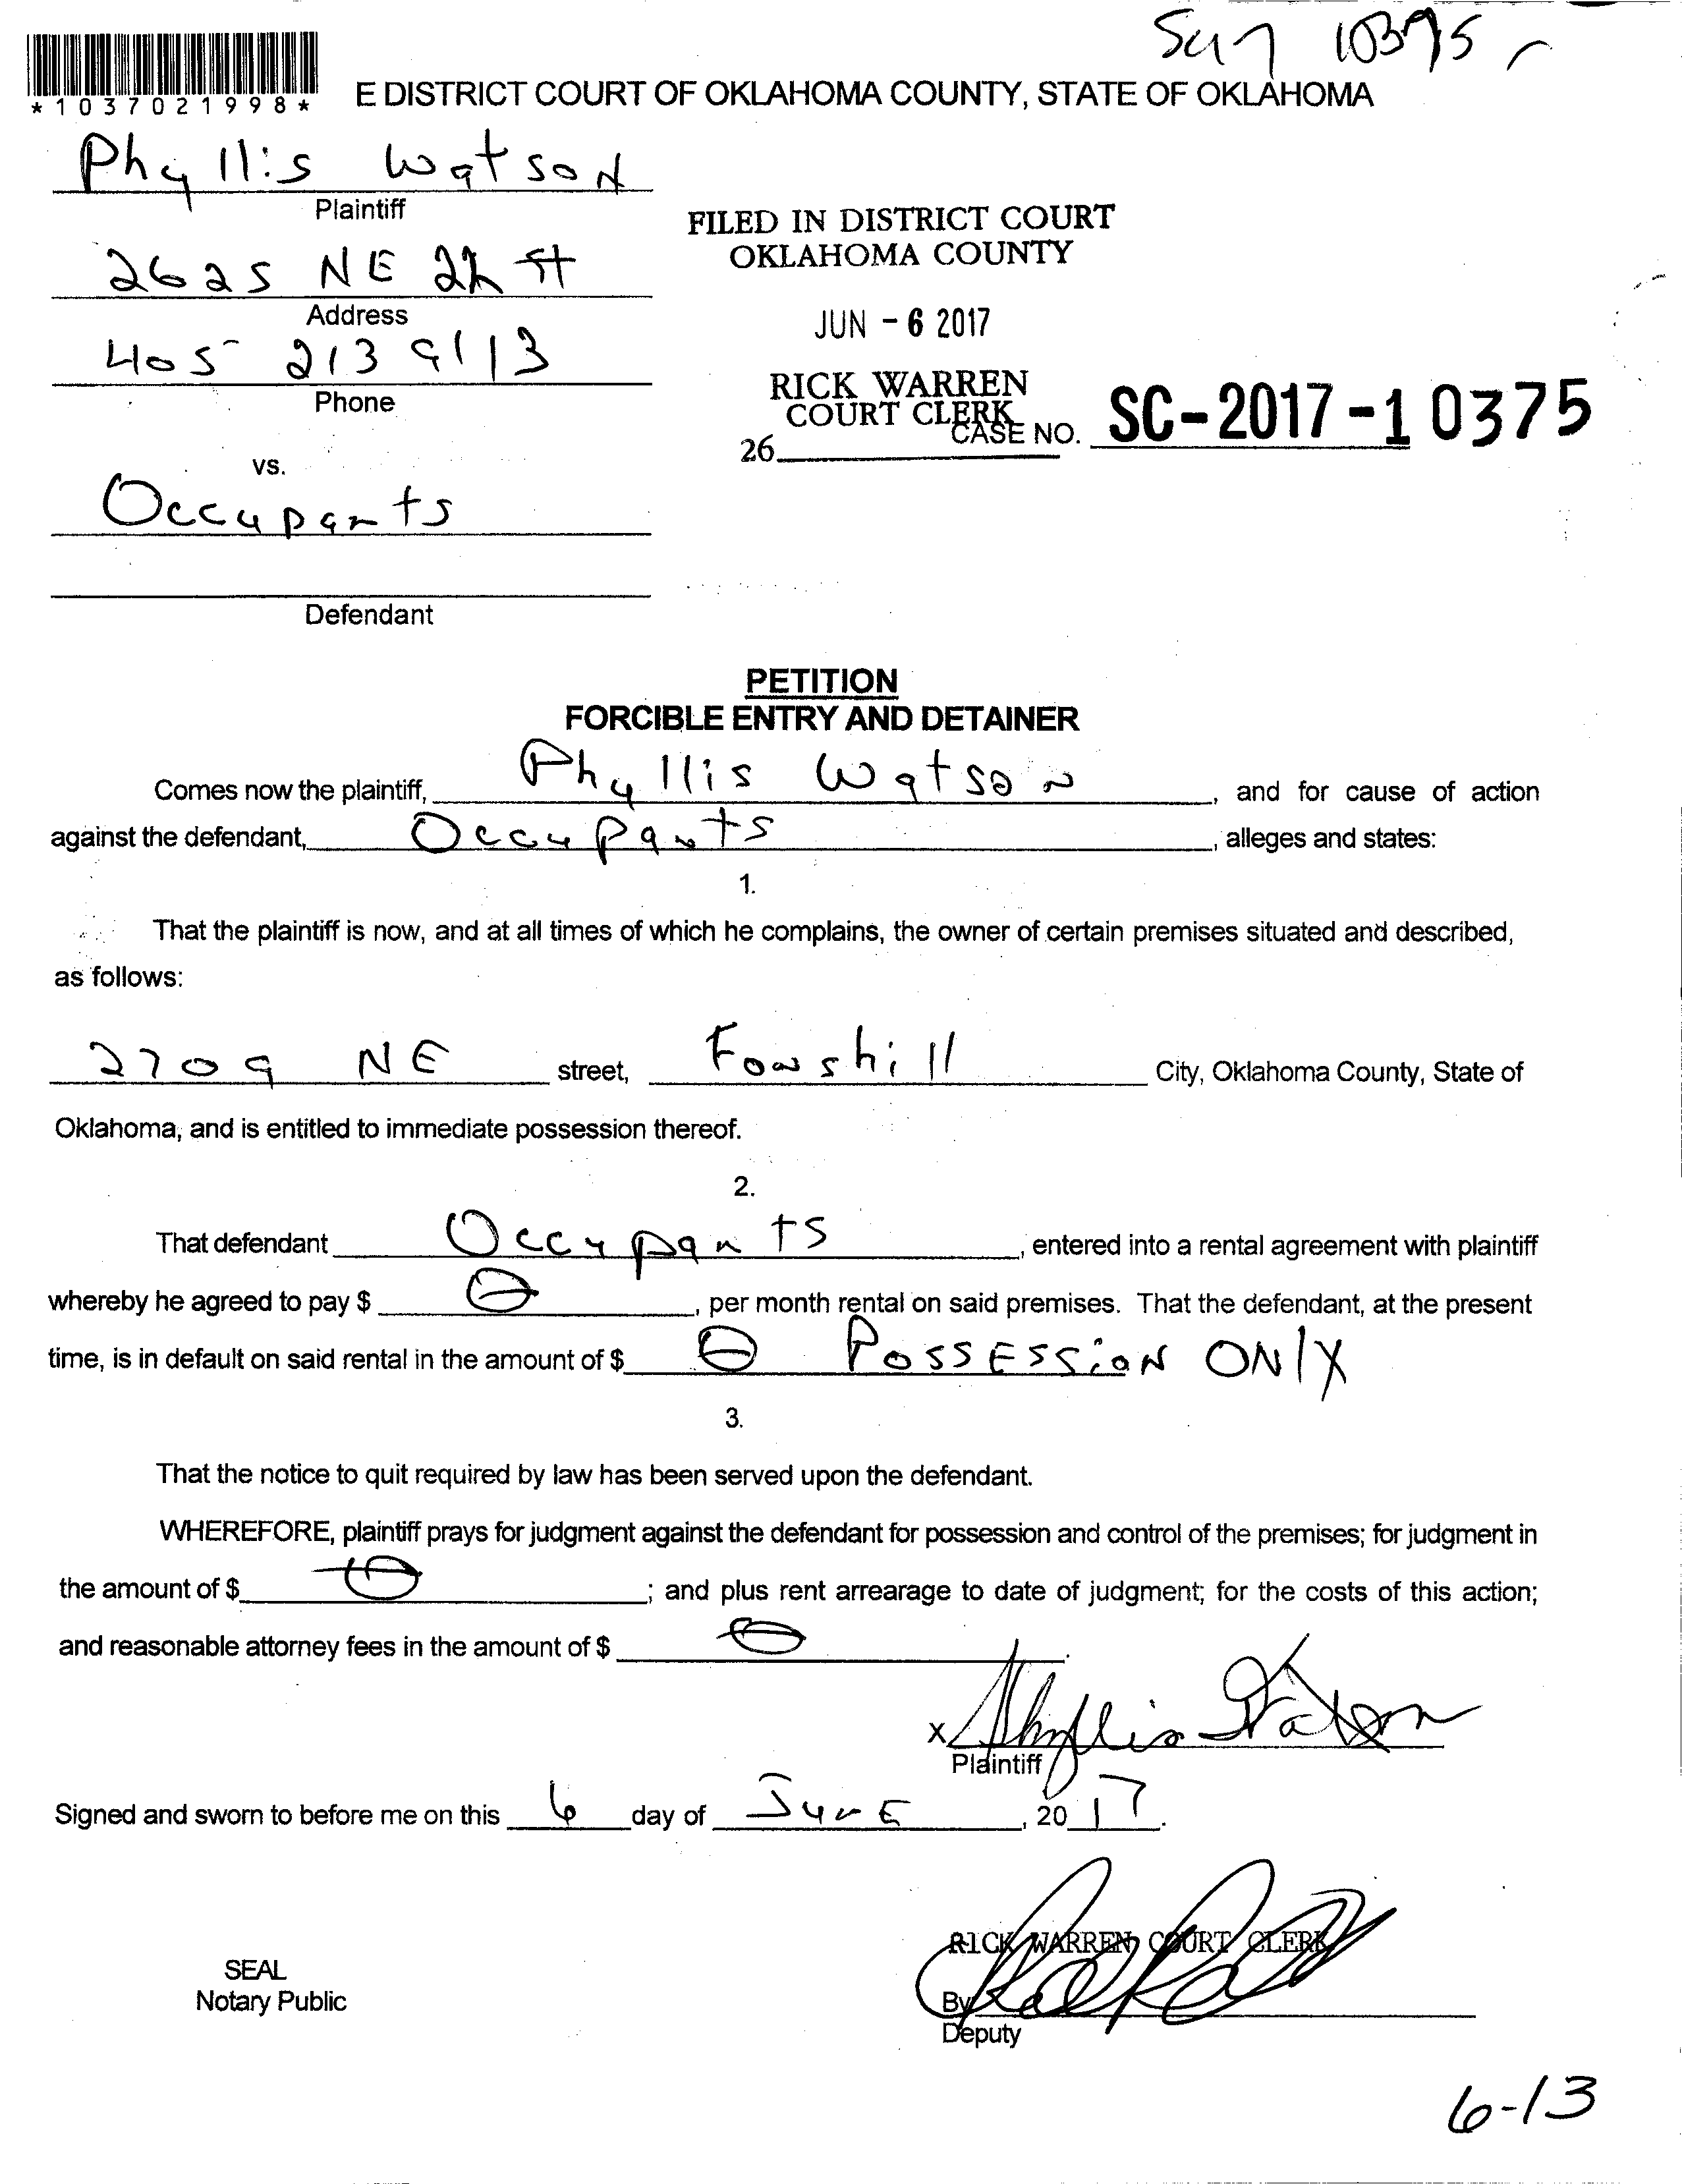 *1037021998*
E DISTRICT COURT OF OKLAHOMA COUNTY, STATE OF OKLAHOMA
Phyllis Watson
Plaintiff
2625 NE St
Address
405 213 9113
Phone
vs.
Occupants
Defendant
FILED IN DISTRICT COURT
OKLAHOMA COUNTY
JUN - 6 2017
RICK WARREN
COURT CLERK
26
CASE NO. SC-2017-10375
PETITION
FORCIBLE ENTRY AND DETAINER
Comes now the plaintiff, Phyllis Watson, and for cause of action
against the defendant, Occupants, alleges and states:
1.
That the plaintiff is now, and at all times of which he complains, the owner of certain premises situated and described,
as follows:
2709 NE street, City, Oklahoma County, State of
Oklahoma, and is entitled to immediate possession thereof.
2.
That defendant Occupants, entered into a rental agreement with plaintiff
whereby he agreed to pay $ 0, per month rental on said premises. That the defendant, at the present
time, is in default on said rental in the amount of $ 0 POSSESSION ONLY
3.
That the notice to quit required by law has been served upon the defendant.
WHEREFORE, plaintiff prays for judgment against the defendant for possession and control of the premises; for judgment in
the amount of $ 0; and plus rent arrearage to date of judgment; for the costs of this action;
and reasonable attorney fees in the amount of $ 0.
X Phyllis Watson
Plaintiff
Signed and sworn to before me on this 6 day of June, 2017.
RICK WARREN COURT CLERK
SEAL
Notary Public
By
Deputy
6-13